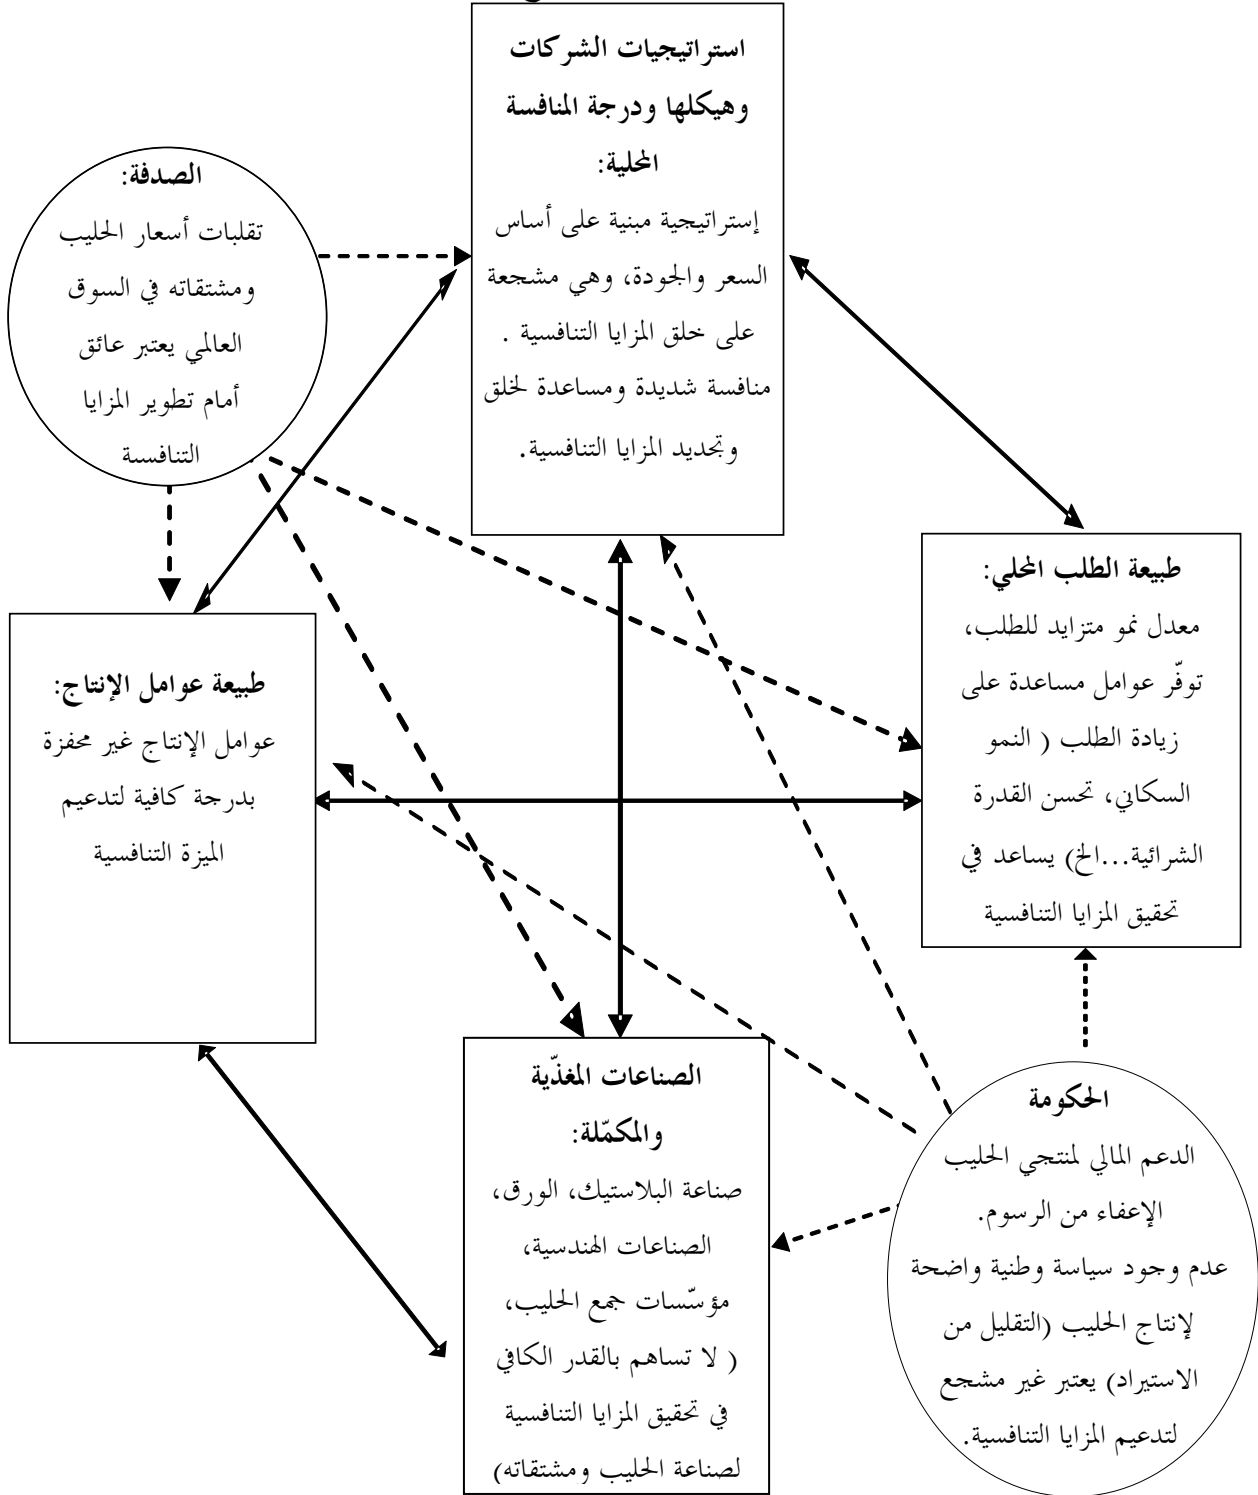 استراتيجيات الشركات
وهيكلها ودرجة المنافسة
المحلية:
إستراتيجية مبنية على أساس
السعر والجودة، وهي مشجعة
على خلق المزايا التنافسية .
منافسة شديدة ومساعدة لخلق
وتجديد المزايا التنافسية.
الصدفة:
تقلبات أسعار الحليب
ومشتقاته في السوق
العالمي يعتبر عائق
أمام تطوير المزايا
التنافسية
طبيعة الطلب المحلي:
معدل نمو متزايد للطلب،
توفّر عوامل مساعدة على
زيادة الطلب ( النمو
السكاني، تحسن القدرة
الشرائية...الخ) يساعد في
تحقيق المزايا التنافسية
طبيعة عوامل الإنتاج:
عوامل الإنتاج غير محفزة
بدرجة كافية لتدعيم
الميزة التنافسية
الصناعات المغذّية
والمكمّلة:
صناعة البلاستيك، الورق،
الصناعات الهندسية،
مؤسّسات جمع الحليب،
( لا تساهم بالقدر الكافي
في تحقيق المزايا التنافسية
لصناعة الحليب ومشتقاته)
الحكومة
الدعم المالي لمنتجي الحليب
الإعفاء من الرسوم.
عدم وجود سياسة وطنية واضحة
لإنتاج الحليب (التقليل من
الاستيراد) يعتبر غير مشجع
لتدعيم المزايا التنافسية.